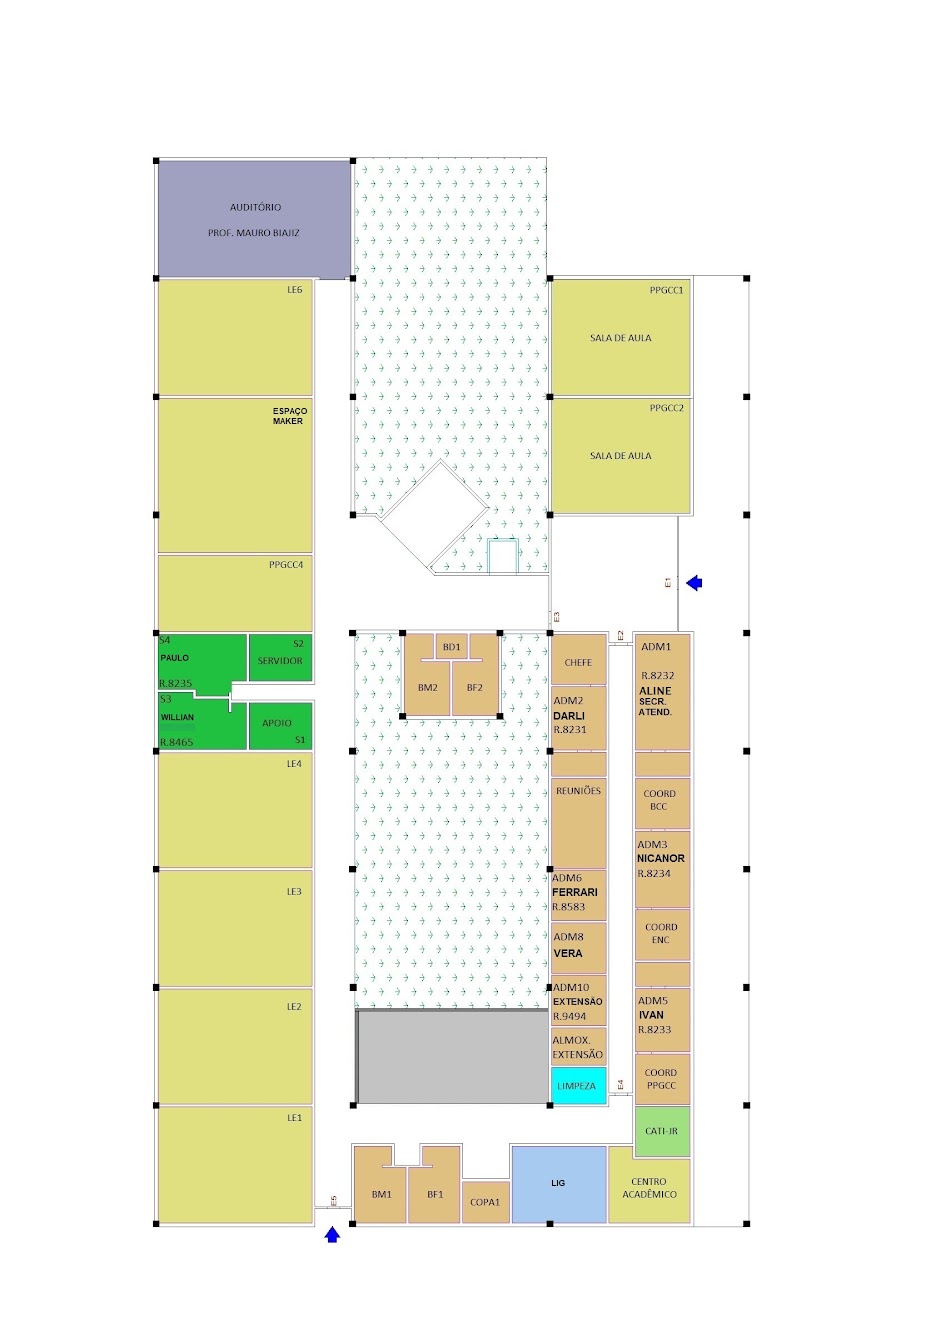 AUDITÓRIO
PROF. MAURO BIAJIZ
LE6
PPGCC1
SALA DE AULA
ESPAÇO
MAKER
PPGCC2
SALA DE AULA
PPGCC4
E1
E3
E2
S4
PAULO
R.8235
S2
SERVIDOR
S3
WILLIAN
R.8465
APOIO
S1
BD1
BM2
BF2
CHEFE
ADM1
R.8232
ALINE
SECR.
ATEND.
ADM2
DARLI
R.8231
LE4
REUNIÕES
COORD
BCC
ADM3
NICANOR
R.8234
LE3
ADM6
FERRARI
R.8583
COORD
ENC
ADM8
VERA
LE2
ADM10
EXTENSÃO
R.9494
ADM5
IVAN
R.8233
ALMOX.
EXTENSÃO
LIMPEZA
E4
COORD
PPGCC
LE1
CATI-JR
E5
BM1
BF1
COPA1
LIG
CENTRO
ACADÊMICO